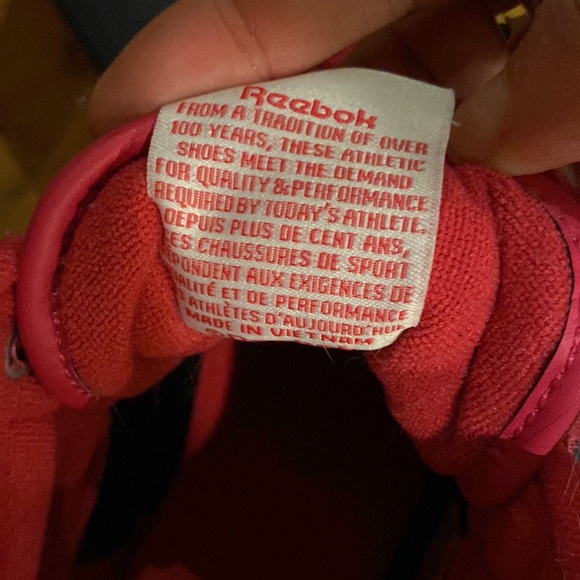 Reebok
FROM A TRADITION OF OVER
100 YEARS, THESE ATHLETIC
SHOES MEET THE DEMAND
FOR QUALITY & PERFORMANCE
REQUIRED BY TODAY'S ATHLETE.
DEPUIS PLUS DE CENT ANS,
CES CHAUSSURES DE SPORT
RÉPONDENT AUX EXIGENCES DE
QUALITÉ ET DE PERFORMANCE
ATHLÈTES D'AUJOURD'HUI
MADE IN VIETNAM